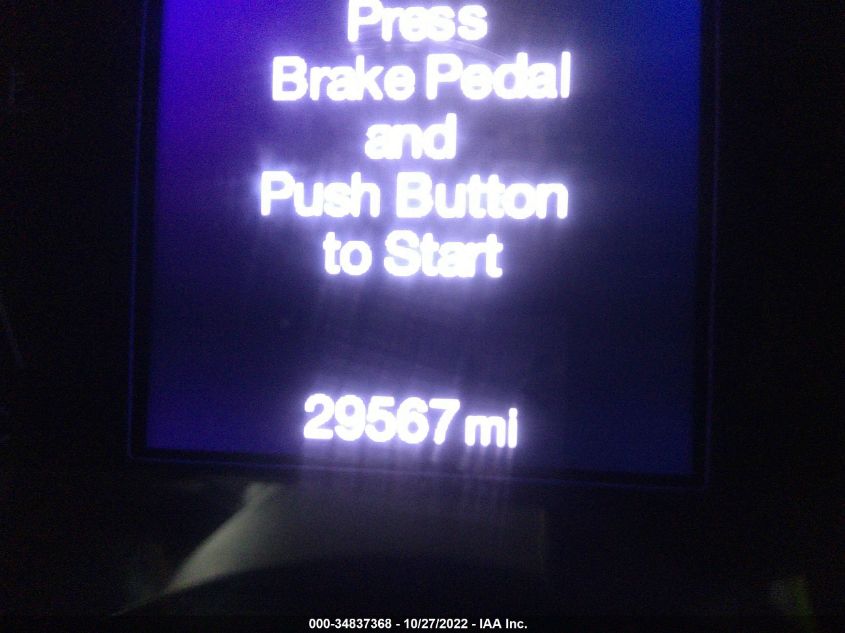 Press
Brake Pedal
and
Push Button
to Start
29567 mi
000-34837368 - 10/27/2022 - IAA Inc.